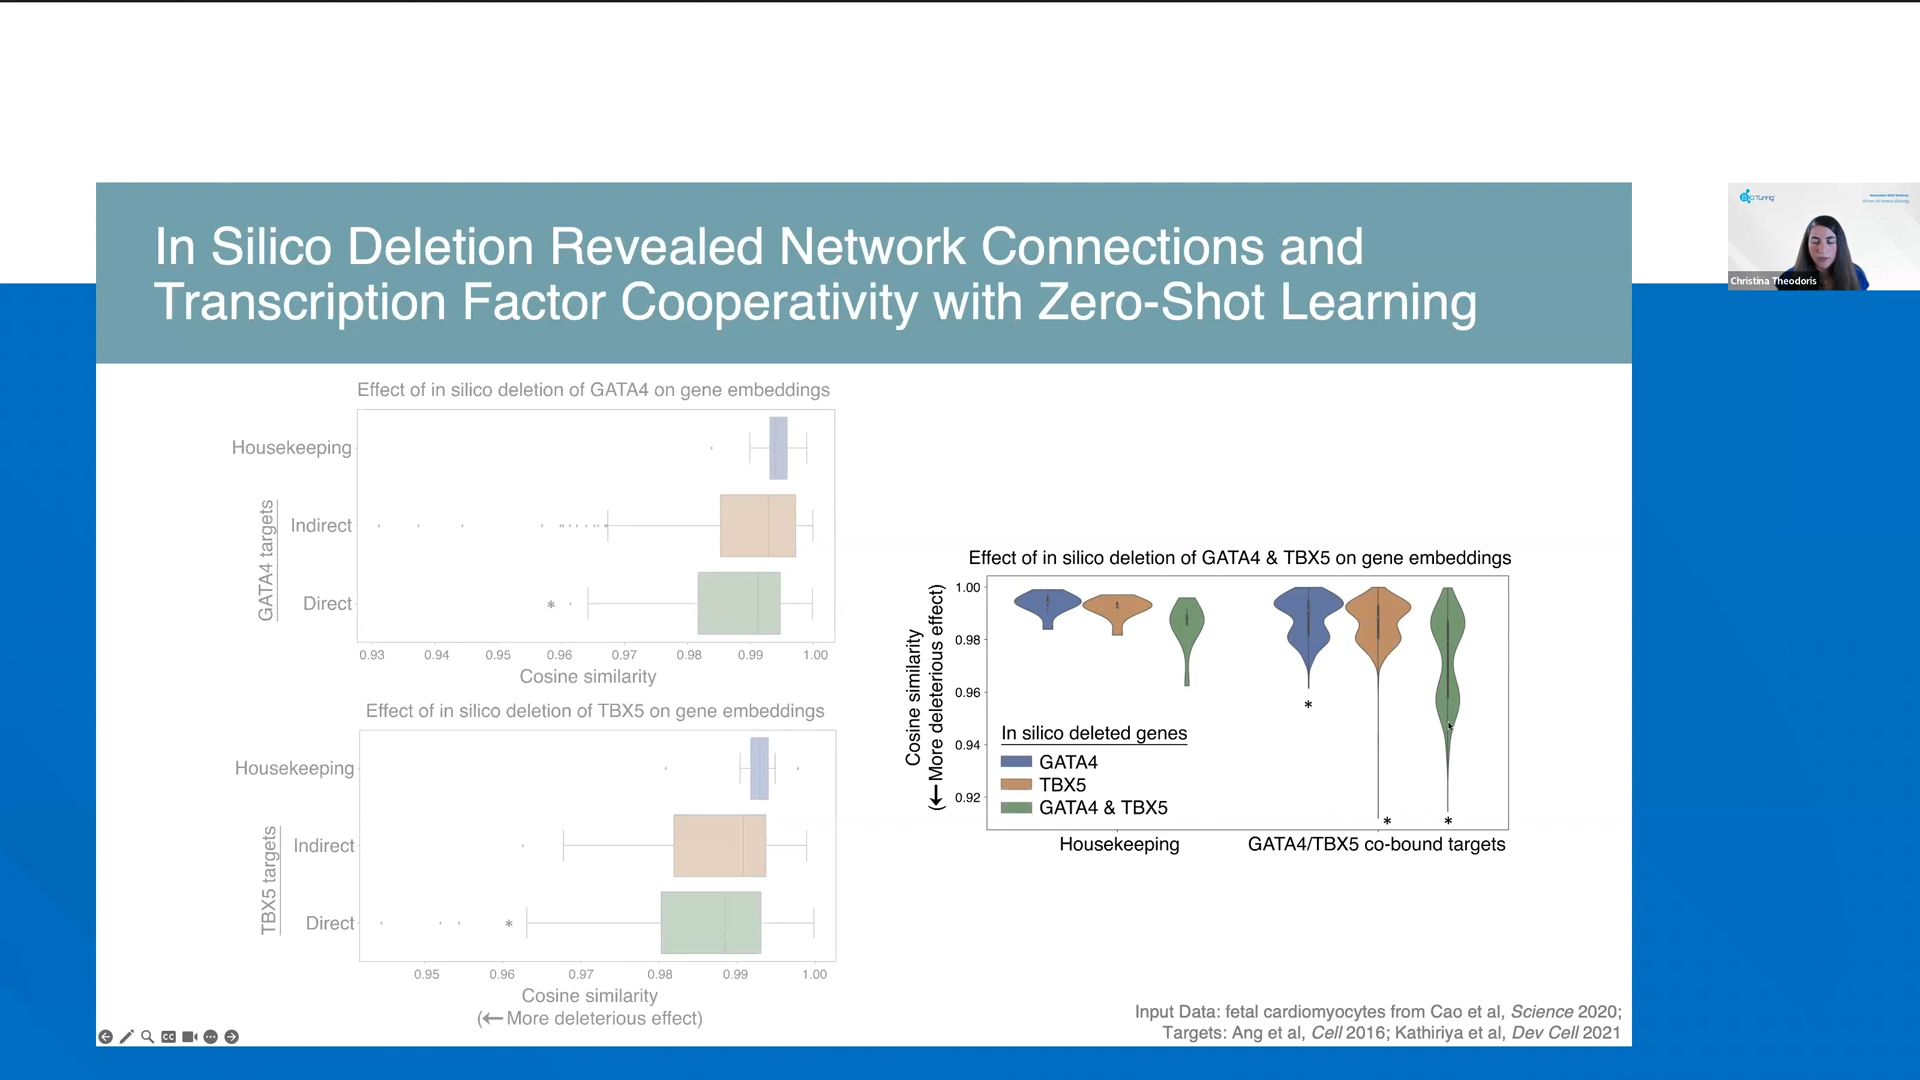 In Silico Deletion Revealed Network Connections and
Transcription Factor Cooperativity with Zero-Shot Learning
Christina Theodoris
Effect of in silico deletion of GATA4 on gene embeddings
GATA4 targets
Housekeeping
Indirect
Direct
*
0.93 0.94 0.95 0.96 0.97 0.98 0.99 1.00
Cosine similarity
Effect of in silico deletion of TBX5 on gene embeddings
TBX5 targets
Housekeeping
Indirect
Direct
*
0.95 0.96 0.97 0.98 0.99 1.00
Cosine similarity
(← More deleterious effect)
Effect of in silico deletion of GATA4 & TBX5 on gene embeddings
Cosine similarity
(← More deleterious effect)
1.00
0.98
0.96
0.94
0.92
In silico deleted genes
GATA4
TBX5
GATA4 & TBX5
*
* *
Housekeeping GATA4/TBX5 co-bound targets
Input Data: fetal cardiomyocytes from Cao et al, Science 2020;
Targets: Ang et al, Cell 2016; Kathiriya et al, Dev Cell 2021
CC